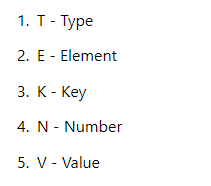 1. T - Type
2. E - Element
3. K - Key
4. N - Number
5. V - Value